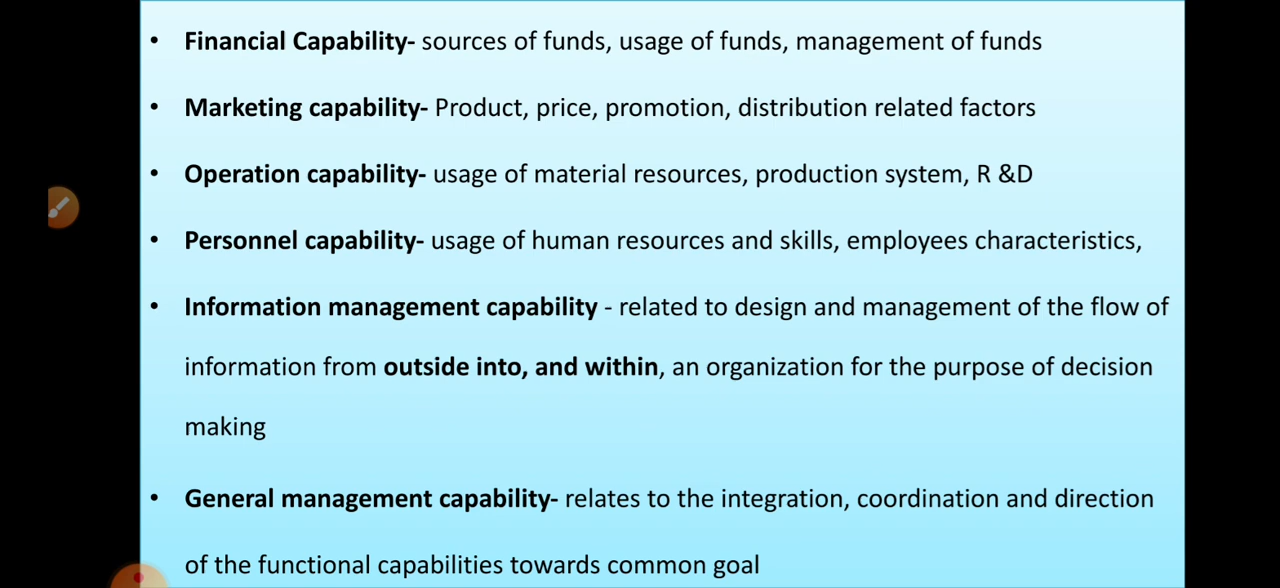 • Financial Capability- sources of funds, usage of funds, management of funds
• Marketing capability- Product, price, promotion, distribution related factors
• Operation capability- usage of material resources, production system, R &D
• Personnel capability- usage of human resources and skills, employees characteristics,
• Information management capability - related to design and management of the flow of
information from outside into, and within, an organization for the purpose of decision
making
• General management capability- relates to the integration, coordination and direction
of the functional capabilities towards common goal